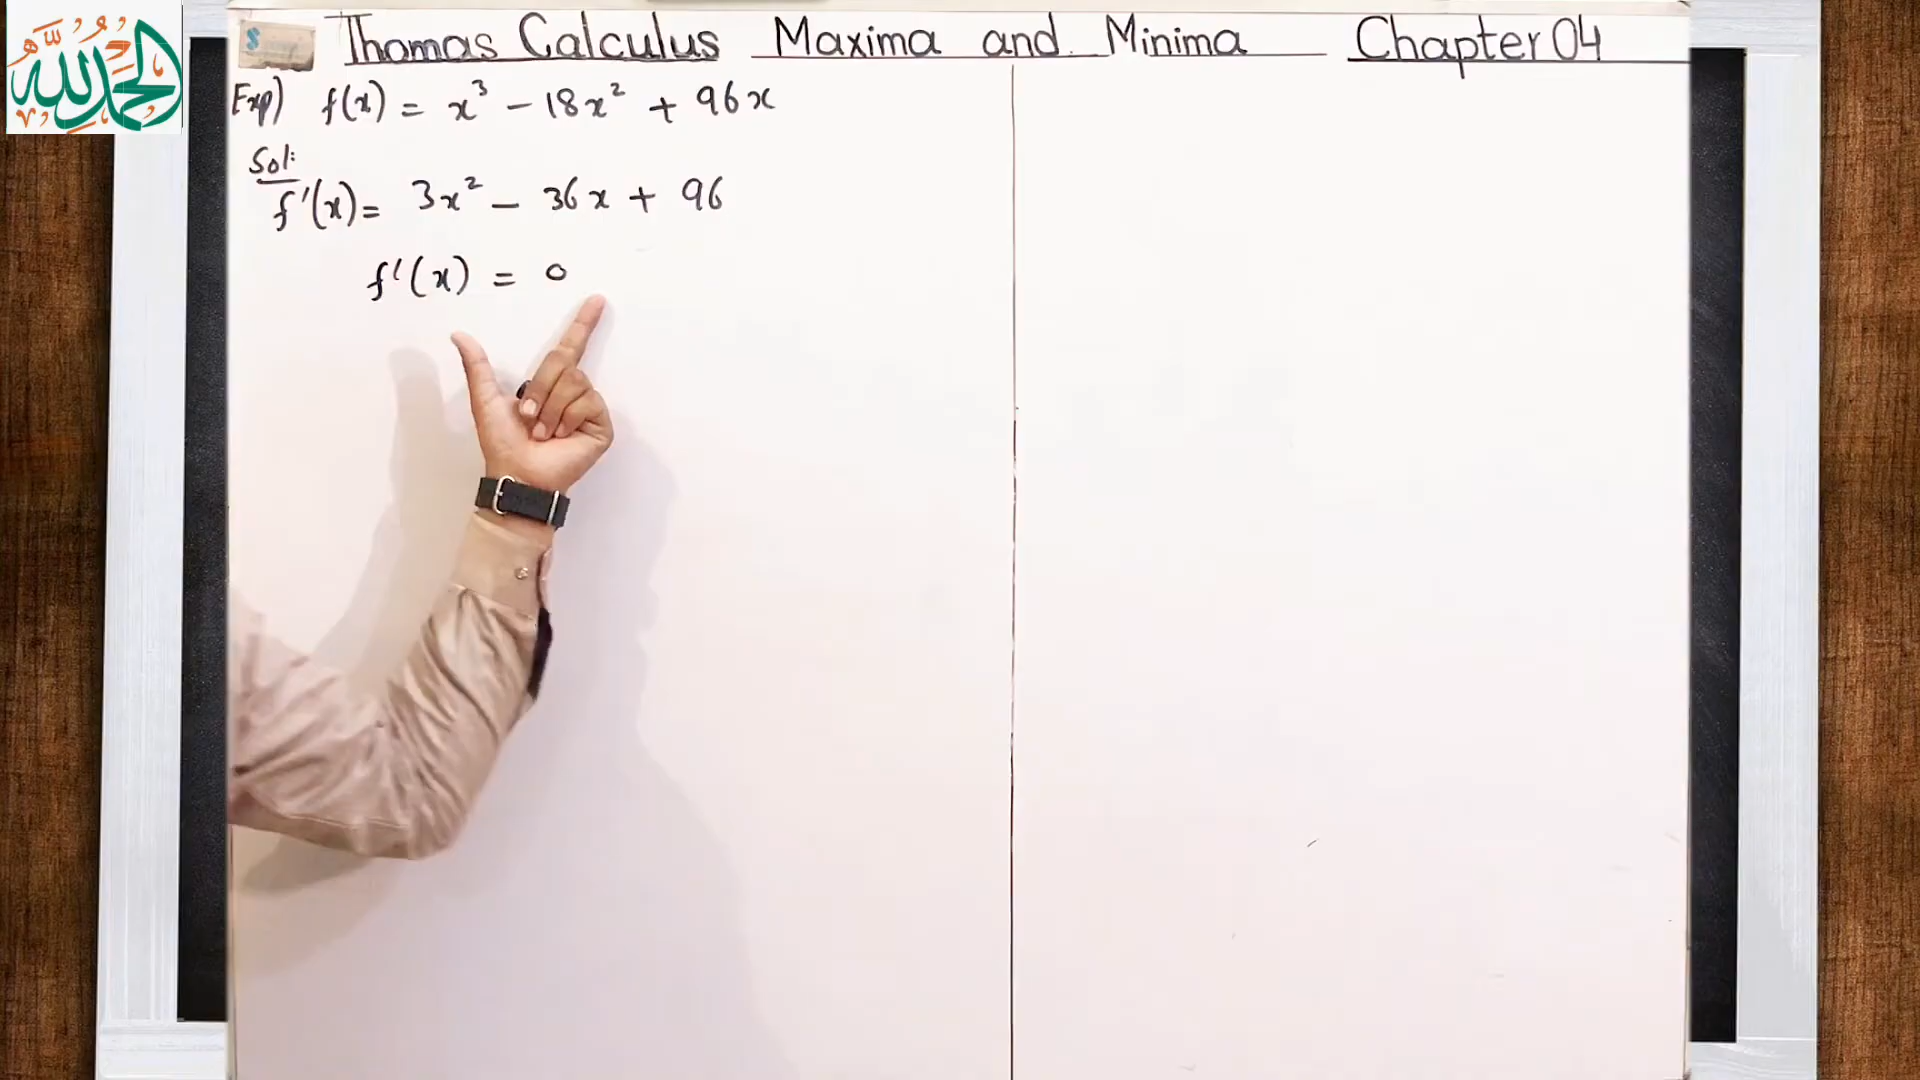 الحمد لله
Thomas Calculus Maxima and Minima Chapter 04
Exp) f(x) = x³ - 18x² + 96x
Sol:
f'(x) = 3x² - 36x + 96
f'(x) = 0